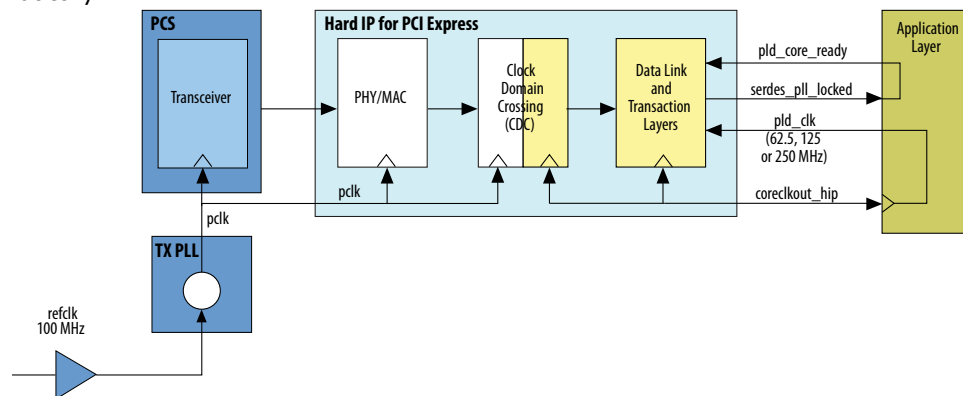 PCS
Hard IP for PCI Express
Application
Layer
Transceiver
PHY/MAC
Clock
Domain
Crossing
(CDC)
Data Link
and
Transaction
Layers
pld_core_ready
serdes_pll_locked
pld_clk
(62.5, 125
or 250 MHz)
coreclkout_hip
pclk
pclk
TX PLL
refclk
100 MHz